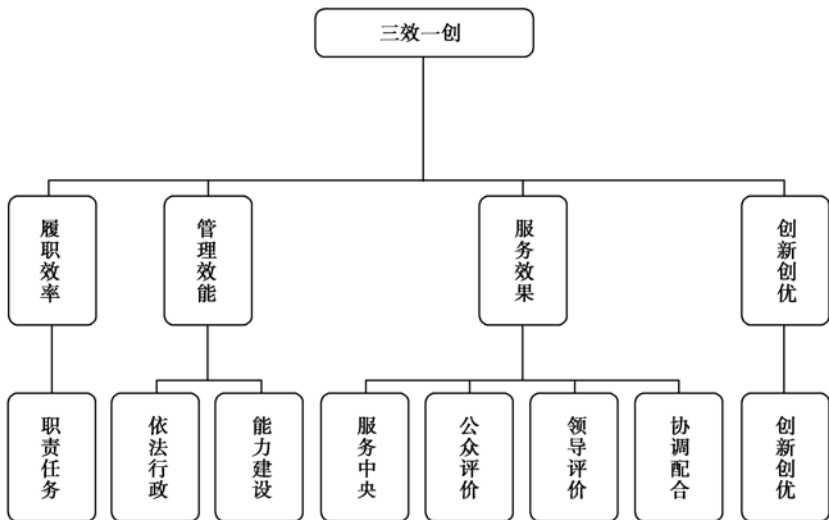 三效一创
履职效率
管理效能
服务效果
创新创优
职责任务
依法行政
能力建设
服务中央
公众评价
领导评价
协调配合
创新创优